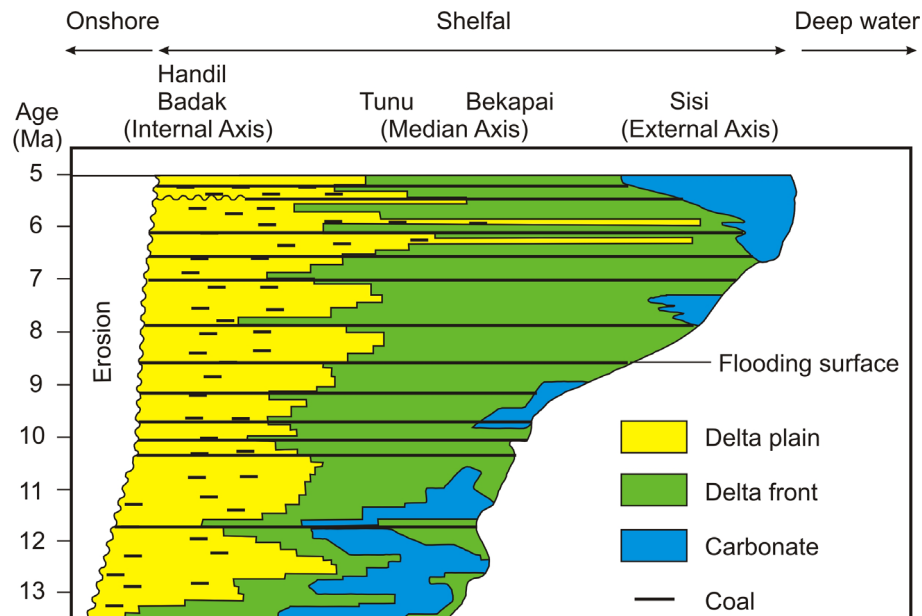 Onshore Shelfal Deep water
Handil
Badak Tunu Bekapai Sisi
(Internal Axis) (Median Axis) (External Axis)
Age
(Ma)
5
6
7
8
9
10
11
12
13
Erosion
Flooding surface
Delta plain
Delta front
Carbonate
Coal